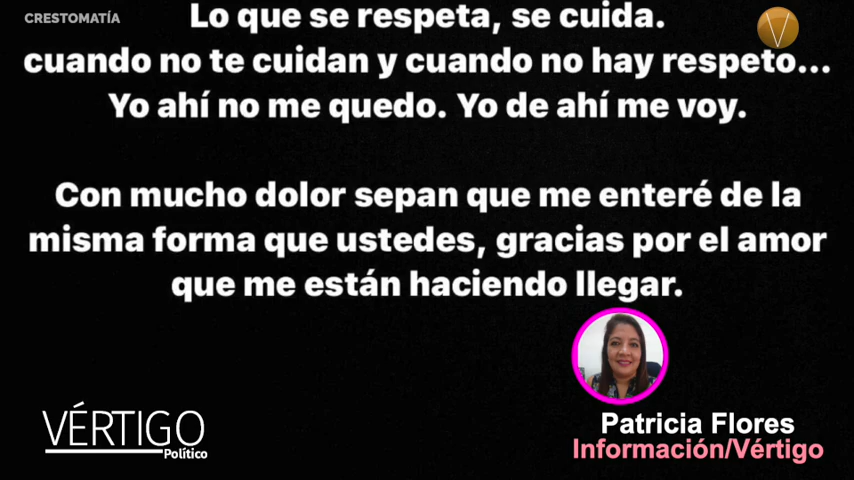 CRESTOMATÍA
V
Lo que se respeta, se cuida.
cuando no te cuidan y cuando no hay respeto...
Yo ahí no me quedo. Yo de ahí me voy.
Con mucho dolor sepan que me enteré de la
misma forma que ustedes, gracias por el amor
que me están haciendo llegar.
VÉRTIGO
Político
Patricia Flores
Información/Vértigo